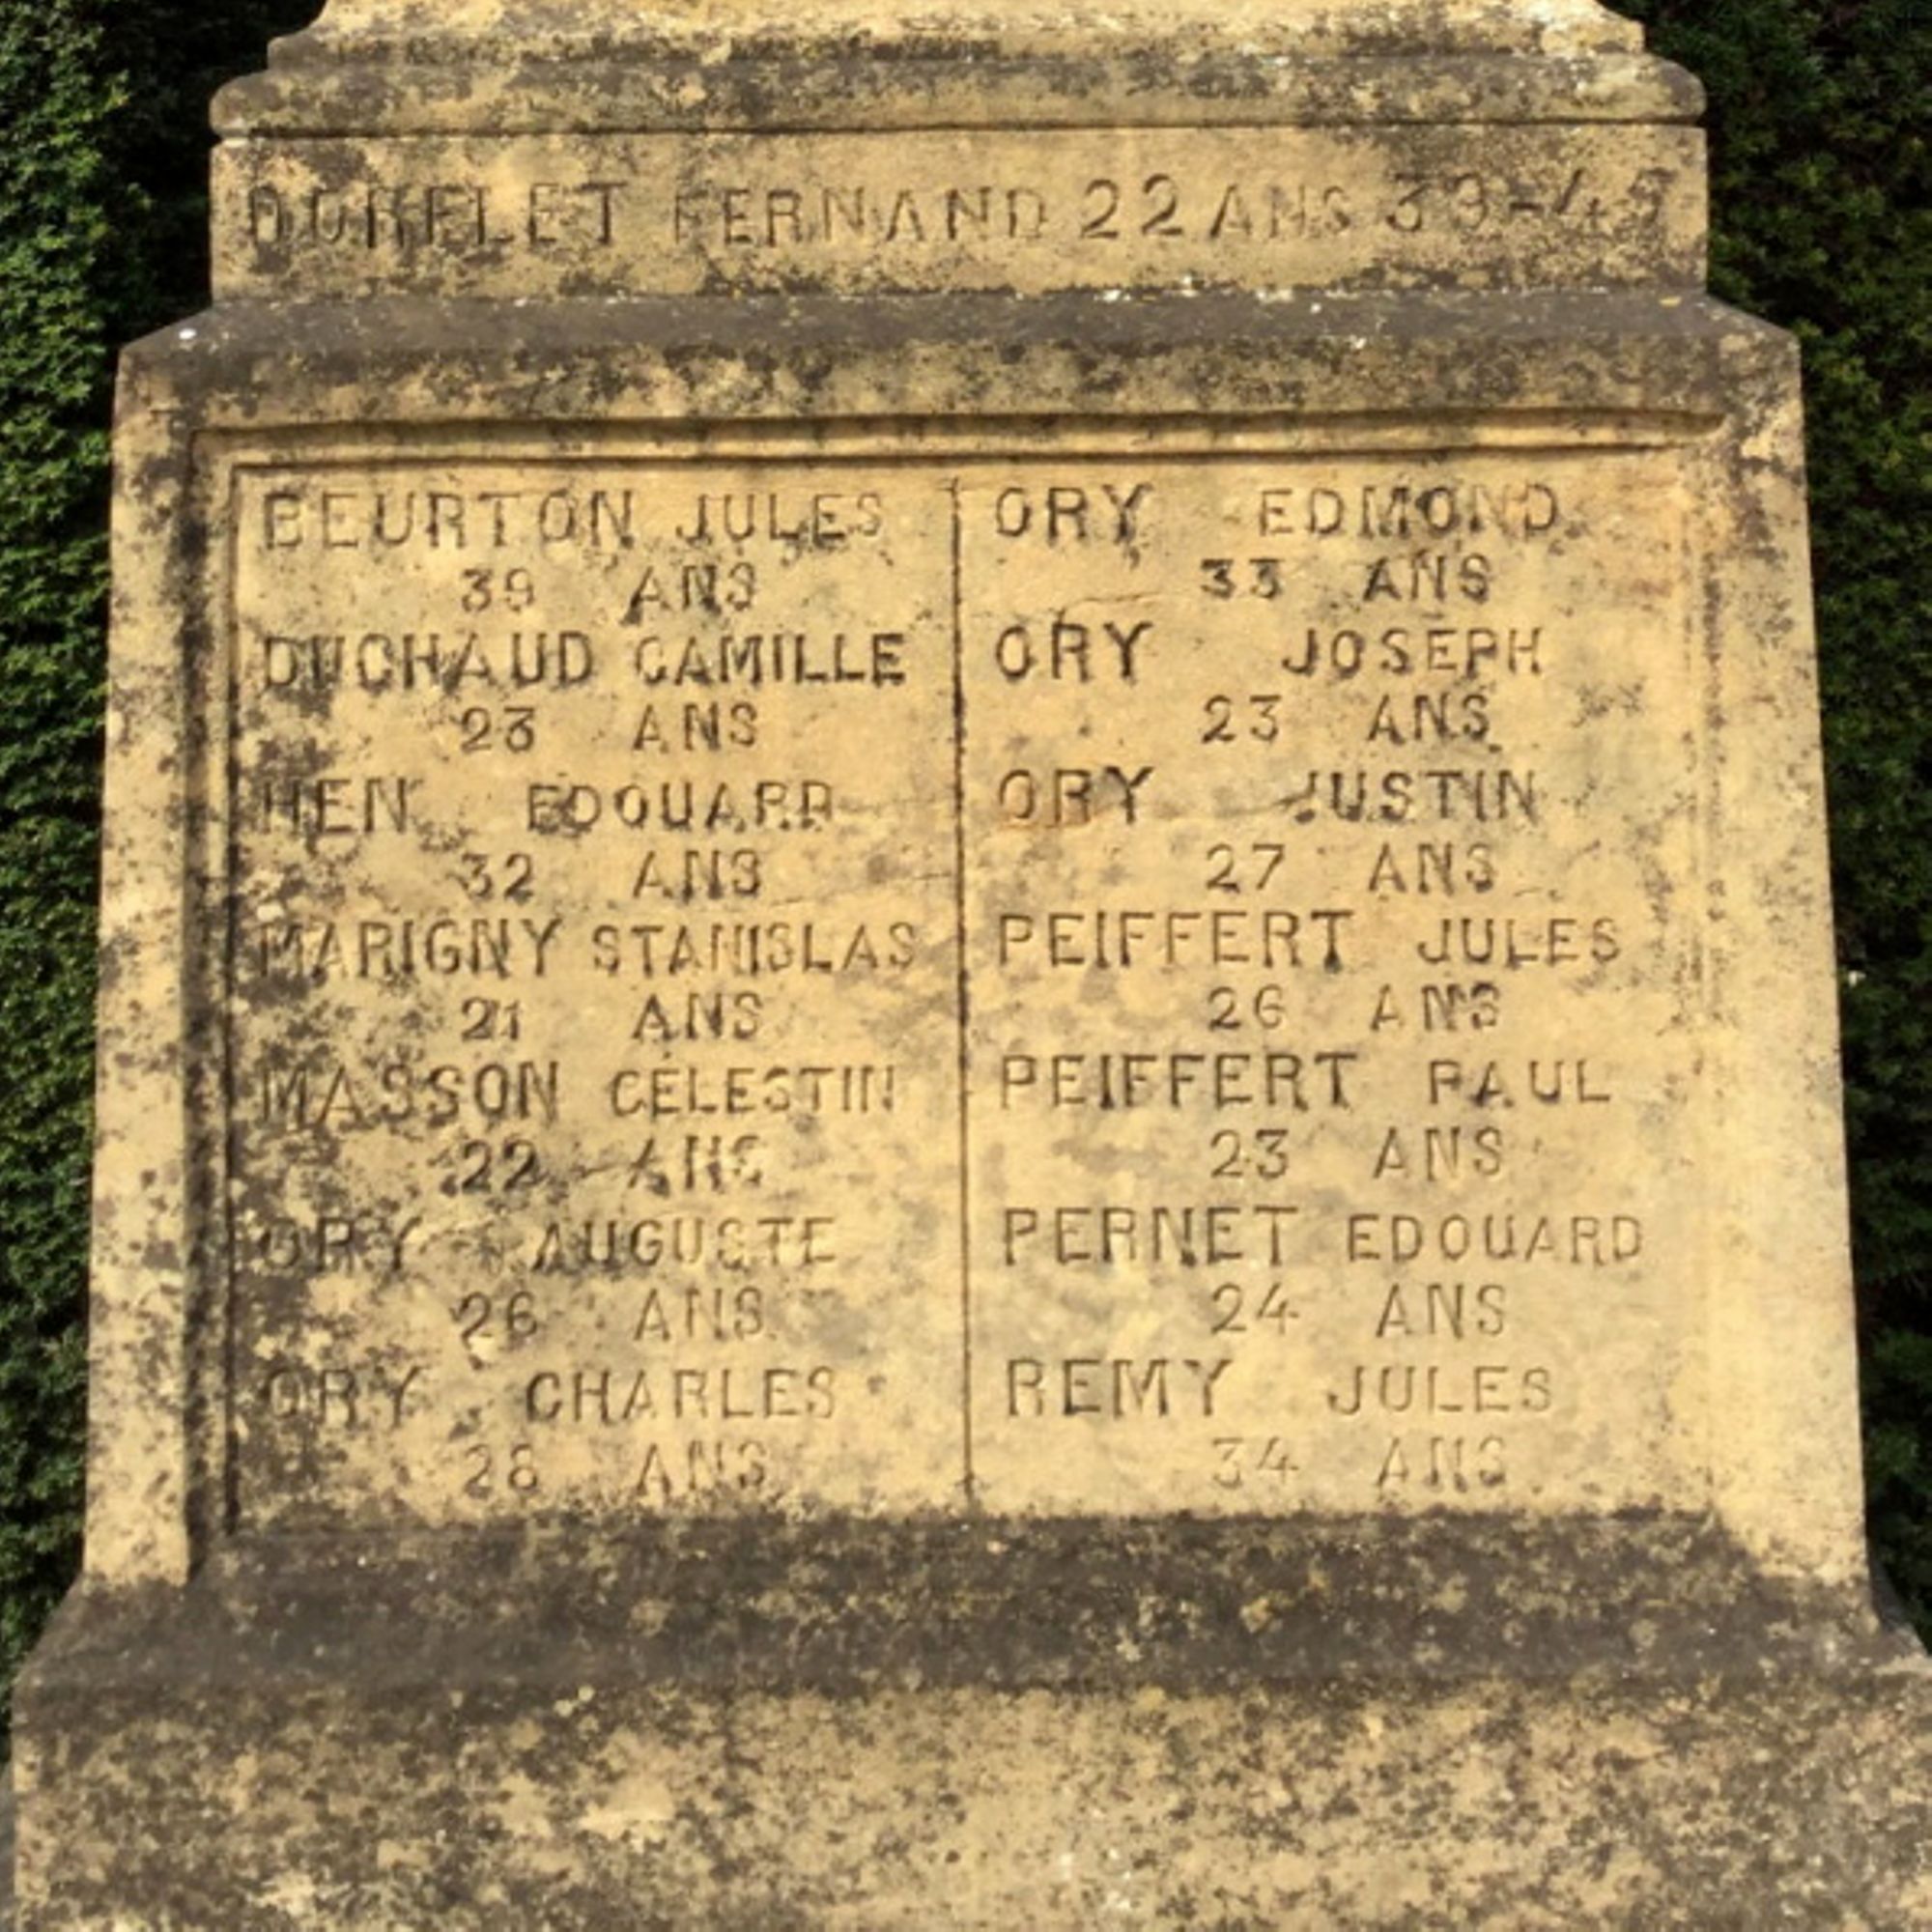 FERNAND 22 ANS 39-45
BEURTON JULES
39 ANS
DUCHAUD CAMILLE
23 ANS
HEN EDOUARD
32 ANS
MARIGNY STANISLAS
21 ANS
MASSON CÉLESTIN
22 ANS
ORY AUGUSTE
26 ANS
ORY CHARLES
28 ANS
ORY EDMOND
33 ANS
ORY JOSEPH
23 ANS
ORY JUSTIN
27 ANS
PEIFFERT JULES
26 ANS
PEIFFERT PAUL
23 ANS
PERNET EDOUARD
24 ANS
REMY JULES
34 ANS